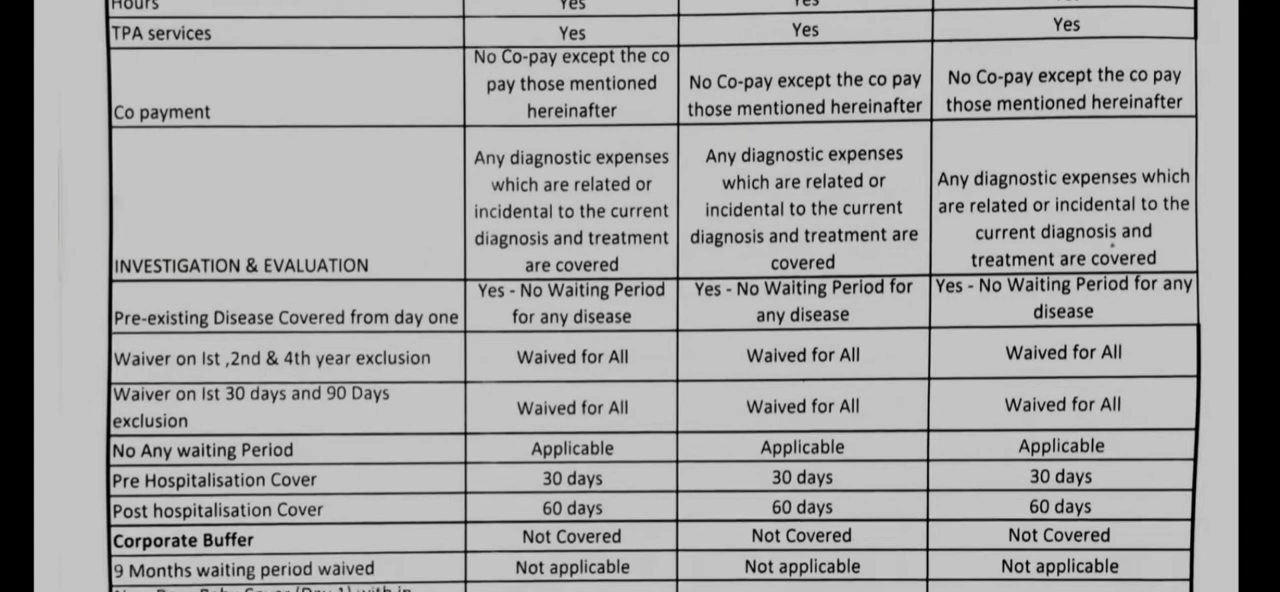 Hours Yes Yes
TPA services Yes Yes Yes
Co payment
No Co-pay except the co
pay those mentioned
hereinafter
No Co-pay except the co pay
those mentioned hereinafter
No Co-pay except the co pay
those mentioned hereinafter
INVESTIGATION & EVALUATION
Any diagnostic expenses
which are related or
incidental to the current
diagnosis and treatment
are covered
Any diagnostic expenses
which are related or
incidental to the current
diagnosis and treatment are
covered
Any diagnostic expenses which
are related or incidental to the
current diagnosis and
treatment are covered
Pre-existing Disease Covered from day one
Yes - No Waiting Period
for any disease
Yes - No Waiting Period for
any disease
Yes - No Waiting Period for any
disease
Waiver on Ist ,2nd & 4th year exclusion Waived for All Waived for All Waived for All
Waiver on Ist 30 days and 90 Days
exclusion
Waived for All Waived for All Waived for All
No Any waiting Period Applicable Applicable Applicable
Pre Hospitalisation Cover 30 days 30 days 30 days
Post hospitalisation Cover 60 days 60 days 60 days
Corporate Buffer Not Covered Not Covered Not Covered
9 Months waiting period waived Not applicable Not applicable Not applicable